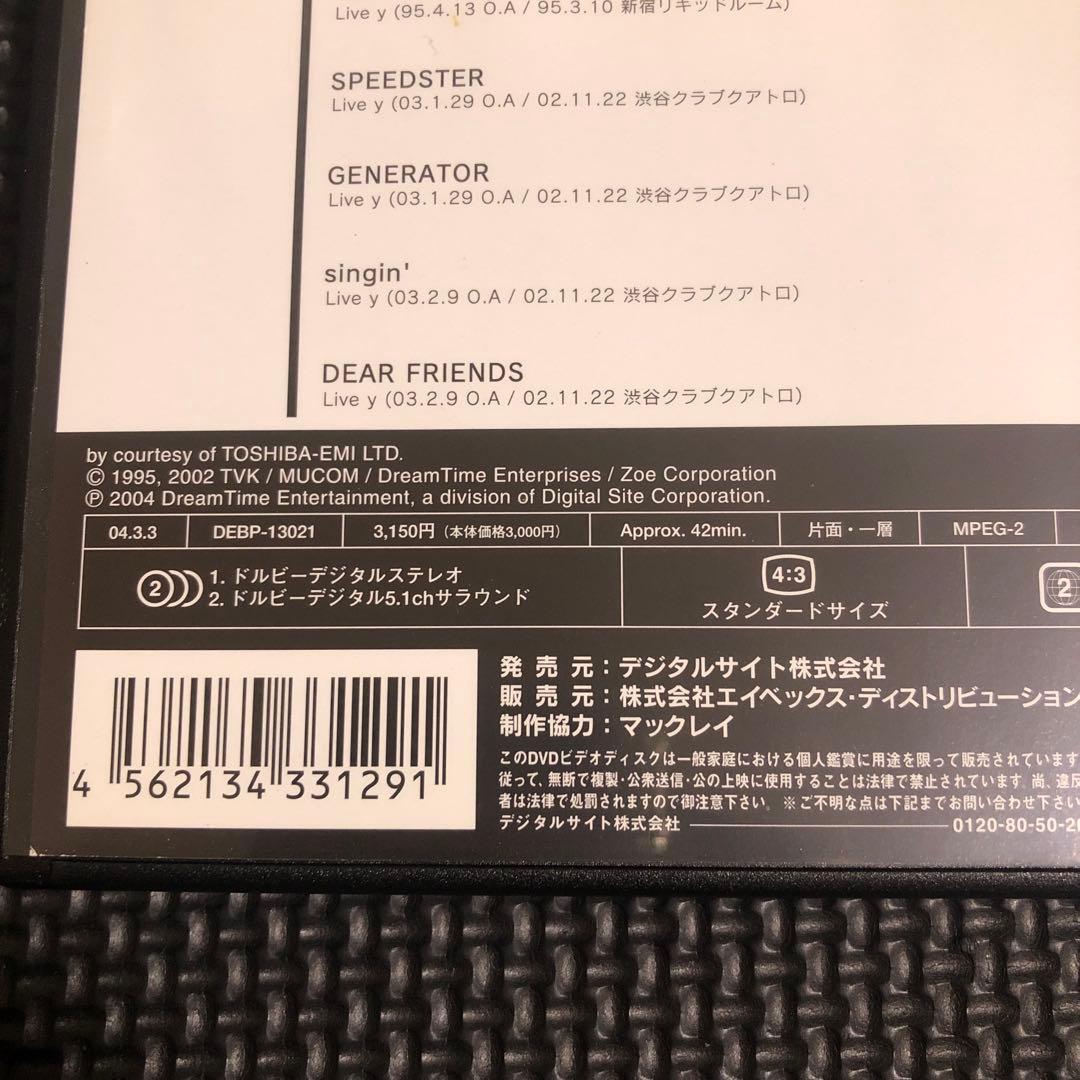 Live y (95.4.13 O.A / 95.3.10 新宿リキッドルーム)
SPEEDSTER
Live y (03.1.29 O.A / 02.11.22 渋谷クラブクアトロ)
GENERATOR
Live y (03.1.29 O.A / 02.11.22 渋谷クラブクアトロ)
singin'
Live y (03.2.9 O.A / 02.11.22 渋谷クラブクアトロ)
DEAR FRIENDS
Live y (03.2.9 O.A / 02.11.22 渋谷クラブクアトロ)
by courtesy of TOSHIBA-EMI LTD.
© 1995, 2002 TVK / MUCOM / DreamTime Enterprises / Zoe Corporation
℗ 2004 DreamTime Entertainment, a division of Digital Site Corporation.
04.3.3 DEBP-13021 3,150円 (本体価格3,000円) Approx. 42min. 片面・一層 MPEG-2
2 1. ドルビーデジタルステレオ
2. ドルビーデジタル5.1chサラウンド
4:3
スタンダードサイズ
2
発売元：デジタルサイト株式会社
販売元：株式会社エイベックス・ディストリビューション
制作協力：マックレイ
このDVDビデオディスクは一般家庭における個人鑑賞に用途を限って販売されています
従って、無断で複製・公衆送信・公の上映に使用することは法律で禁止されています。尚、違反
者は法律で処罰されますので御注意下さい。※ご不明な点は下記までお問い合わせ下さい
デジタルサイト株式会社 0120-80-50-2
4 562134 331291